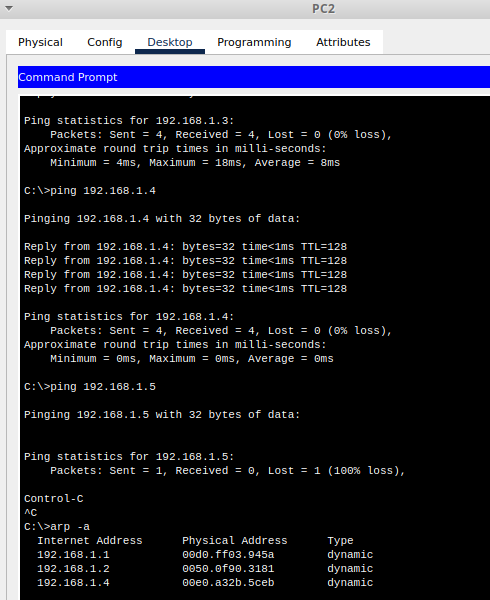 PC2
Physical Config Desktop Programming Attributes
Command Prompt
Ping statistics for 192.168.1.3:
    Packets: Sent = 4, Received = 4, Lost = 0 (0% loss),
Approximate round trip times in milli-seconds:
    Minimum = 4ms, Maximum = 18ms, Average = 8ms
C:\>ping 192.168.1.4
Pinging 192.168.1.4 with 32 bytes of data:
Reply from 192.168.1.4: bytes=32 time<1ms TTL=128
Reply from 192.168.1.4: bytes=32 time<1ms TTL=128
Reply from 192.168.1.4: bytes=32 time<1ms TTL=128
Reply from 192.168.1.4: bytes=32 time<1ms TTL=128
Ping statistics for 192.168.1.4:
    Packets: Sent = 4, Received = 4, Lost = 0 (0% loss),
Approximate round trip times in milli-seconds:
    Minimum = 0ms, Maximum = 0ms, Average = 0ms
C:\>ping 192.168.1.5
Pinging 192.168.1.5 with 32 bytes of data:
Ping statistics for 192.168.1.5:
    Packets: Sent = 1, Received = 0, Lost = 1 (100% loss),
Control-C
^C
C:\>arp -a
  Internet Address      Physical Address      Type
  192.168.1.1           00d0.ff03.945a        dynamic
  192.168.1.2           0050.0f90.3181        dynamic
  192.168.1.4           00e0.a32b.5ceb        dynamic